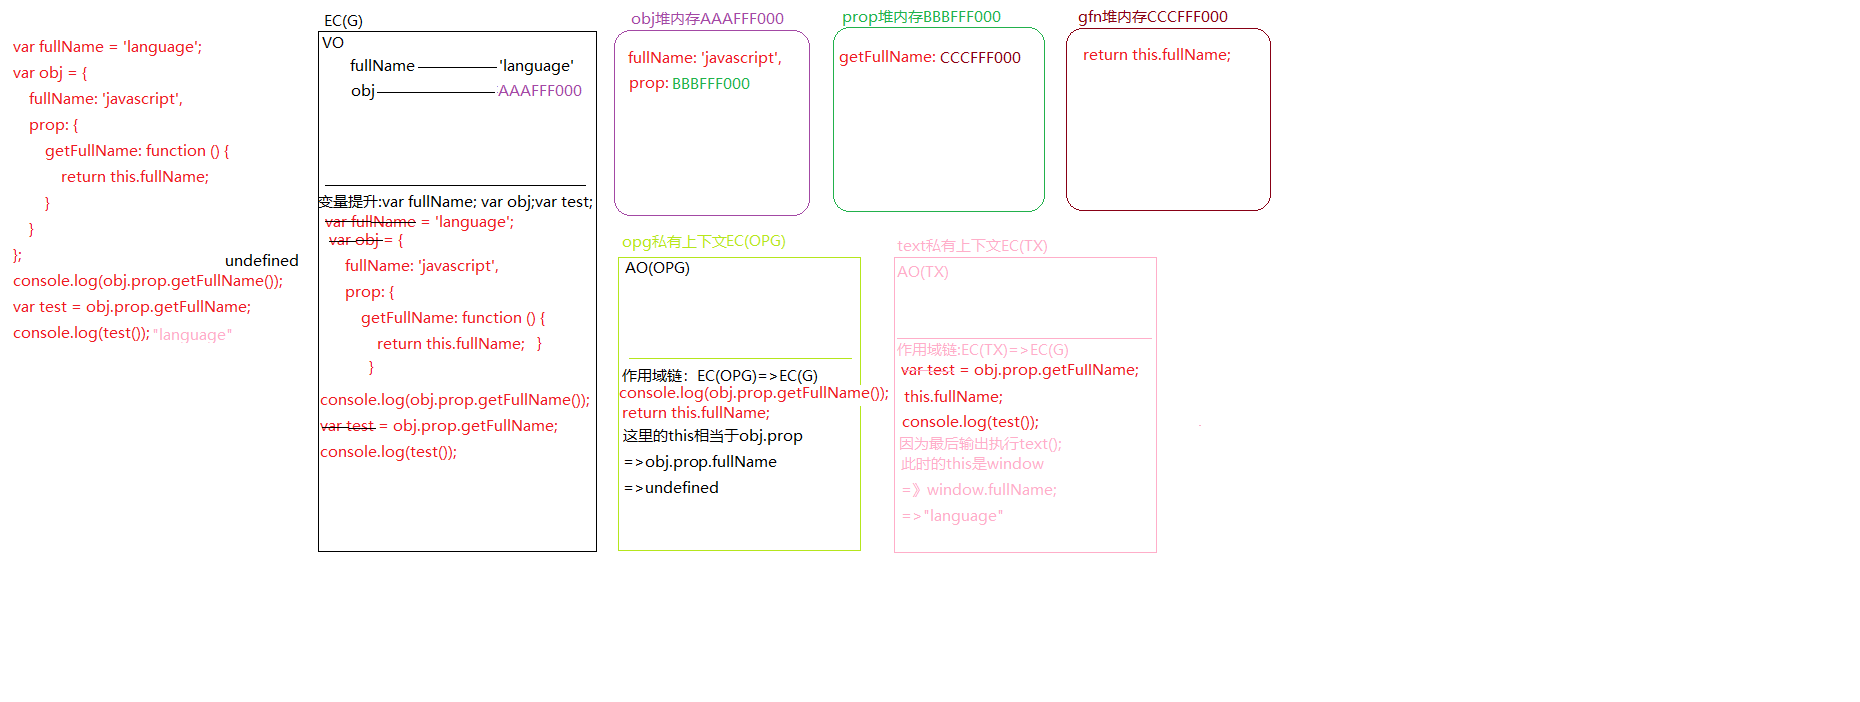 var fullName = 'language';
var obj = {
fullName: 'javascript',
prop: {
getFullName: function () {
return this.fullName;
}
}
};
undefined
console.log(obj.prop.getFullName());
var test = obj.prop.getFullName;
console.log(test()); "language"
EC(G)
VO
fullName 'language'
obj AAAFFF000
变量提升:var fullName; var obj;var test;
var fullName = 'language';
var obj = {
fullName: 'javascript',
prop: {
getFullName: function () {
return this.fullName; }
}
console.log(obj.prop.getFullName());
var test = obj.prop.getFullName;
console.log(test());
obj堆内存AAAFFF000
fullName: 'javascript',
prop: BBBFFF000
prop堆内存BBBFFF000
getFullName: CCCFFF000
gfn堆内存CCCFFF000
return this.fullName;
opg私有上下文EC(OPG)
AO(OPG)
作用域链：EC(OPG)=>EC(G)
console.log(obj.prop.getFullName());
return this.fullName;
这里的this相当于obj.prop
=>obj.prop.fullName
=>undefined
text私有上下文EC(TX)
AO(TX)
作用域链:EC(TX)=>EC(G)
var test = obj.prop.getFullName;
this.fullName;
console.log(test());
因为最后输出执行text();
此时的this是window
=》window.fullName;
=>"language"